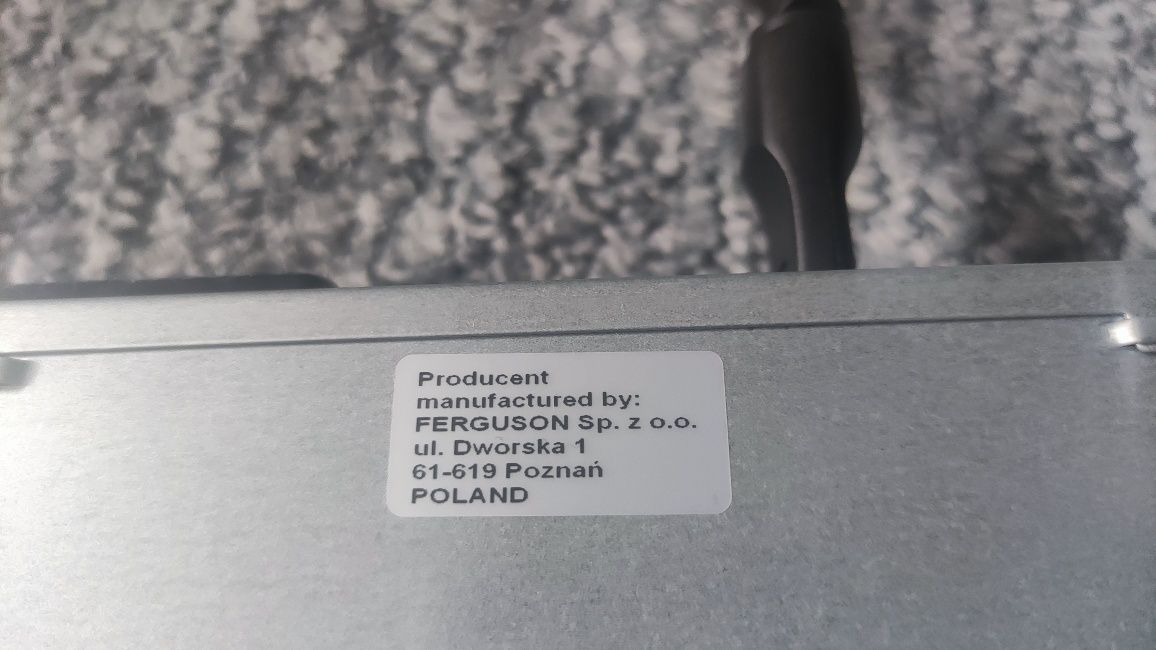 Producent
manufactured by:
FERGUSON Sp. z o.o.
ul. Dworska 1
61-619 Poznań
POLAND